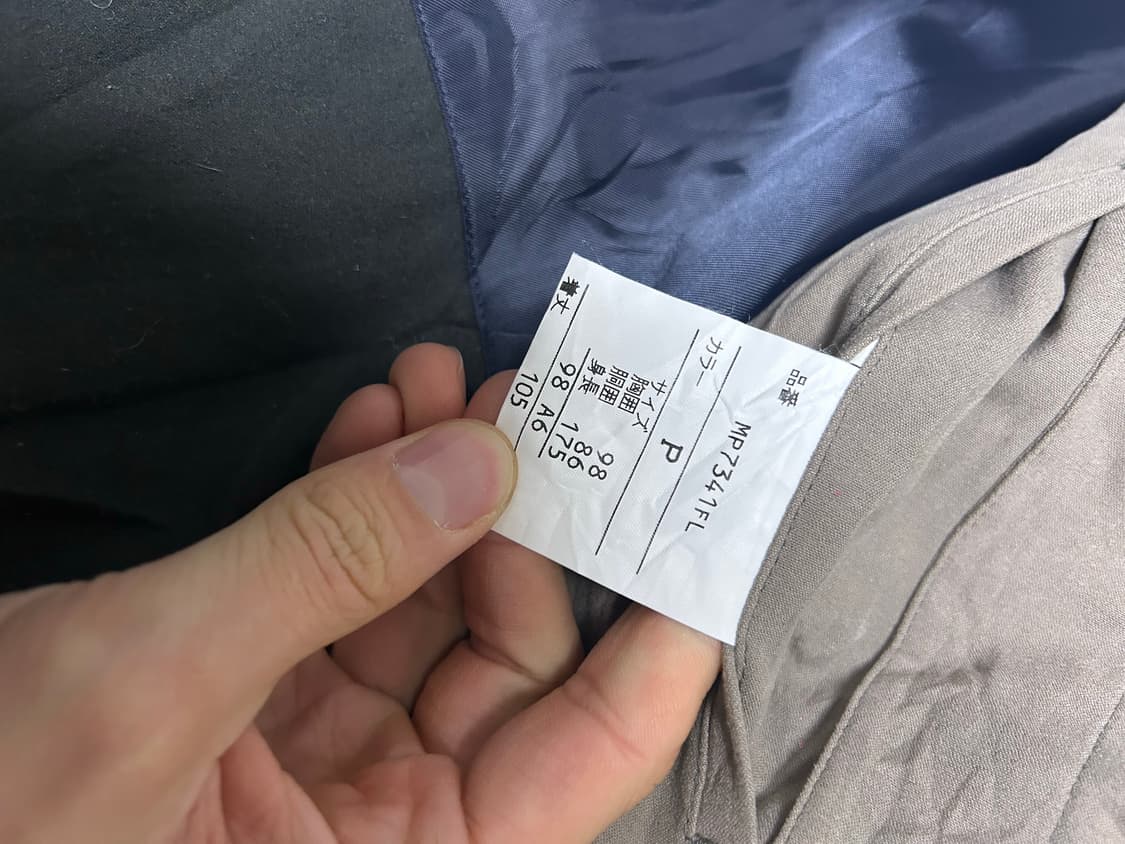 品番 MP7341FL
カラー P
サイズ
胸囲 98
胴囲 86
身長 175
98 A6
着丈 105